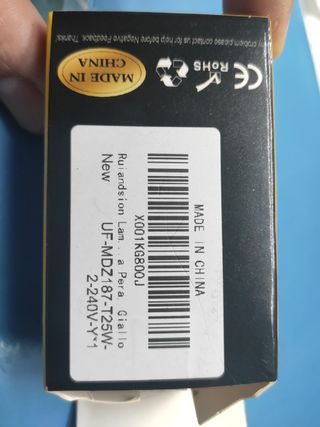 problem please contact us for help before Negative Feedback, Thanks!
MADE IN
CHINA
CE
RoHS
MADE IN CHINA
X001KG800J
Ruiandsion Lam...a Pera Giallo
UF-MDZ187-T25W-
2-240V-Y*1
New